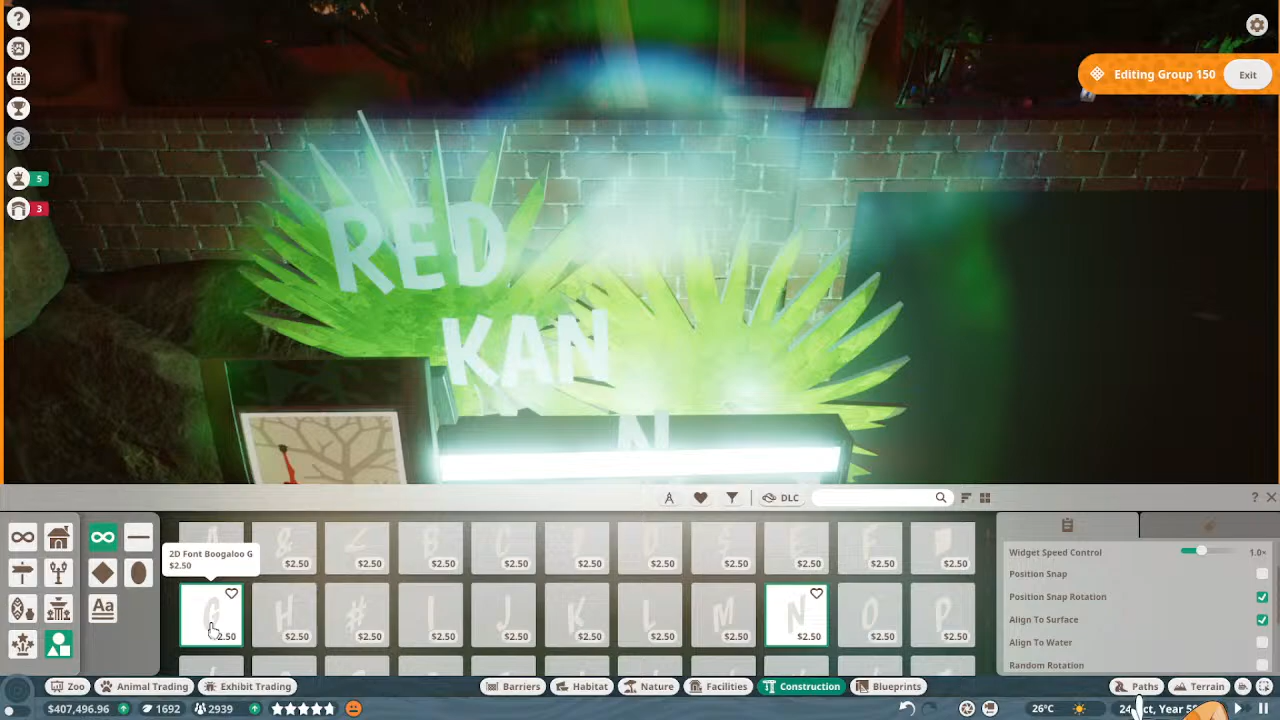 Editing Group 150
Exit
5
3
RED
KAN
N
DLC
?
2D Font Boogaloo G
$2.50
$2.50 $2.50 $2.50 $2.50 $2.50 $2.50 $2.50 $2.50 $2.50 $2.50
G H # I J K L M N O P
$2.50 $2.50 $2.50 $2.50 $2.50 $2.50 $2.50 $2.50 $2.50 $2.50
Aa
Widget Speed Control 1.0×
Position Snap
Position Snap Rotation
Align To Surface
Align To Water
Random Rotation
Zoo Animal Trading Exhibit Trading Barriers Habitat Nature Facilities Construction Blueprints Paths Terrain
$407,496.96 1692 2939 26°C